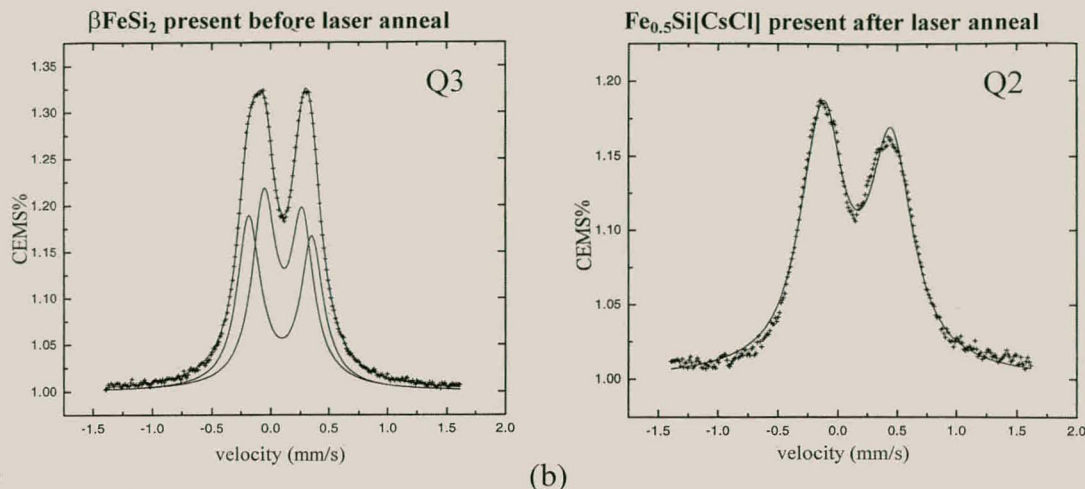 βFeSi₂ present before laser anneal
Q3
CEMS%
1.35
1.30
1.25
1.20
1.15
1.10
1.05
1.00
-1.5 -1.0 -0.5 0.0 0.5 1.0 1.5 2.0
velocity (mm/s)
Fe₀.₅Si[CsCl] present after laser anneal
Q2
CEMS%
1.20
1.15
1.10
1.05
1.00
-1.5 -1.0 -0.5 0.0 0.5 1.0 1.5 2.0
velocity (mm/s)
(b)